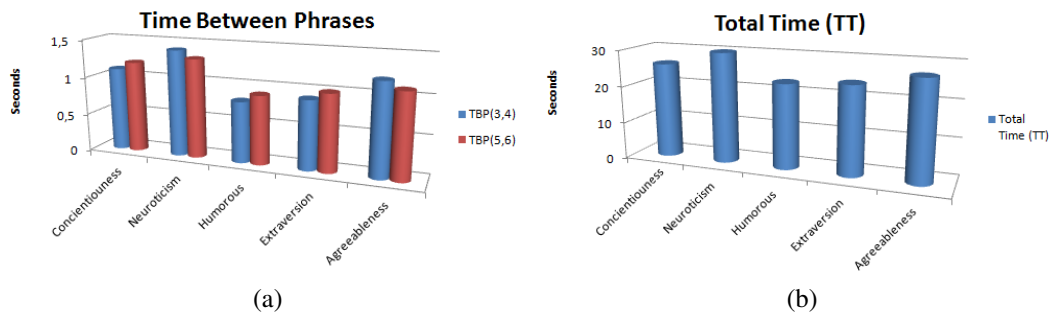 Time Between Phrases
Seconds
1,5
1
0,5
0
Concientiouness
Neuroticism
Humorous
Extraversion
Agreeableness
TBP(3,4)
TBP(5,6)
(a)
Total Time (TT)
Seconds
30
20
10
0
Concientiouness
Neuroticism
Humorous
Extraversion
Agreeableness
Total
Time (TT)
(b)